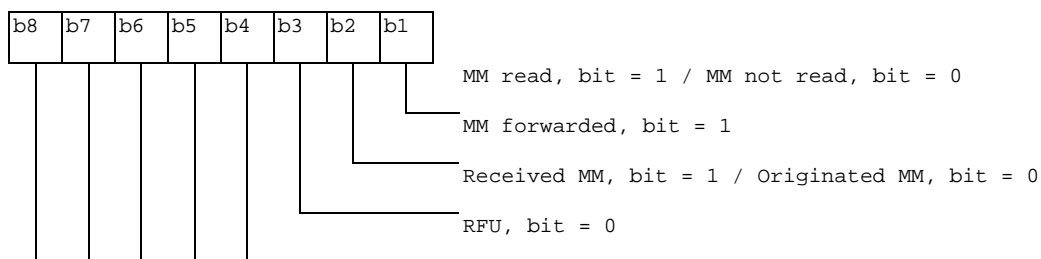 b8 b7 b6 b5 b4 b3 b2 b1
MM read, bit = 1 / MM not read, bit = 0
MM forwarded, bit = 1
Received MM, bit = 1 / Originated MM, bit = 0
RFU, bit = 0